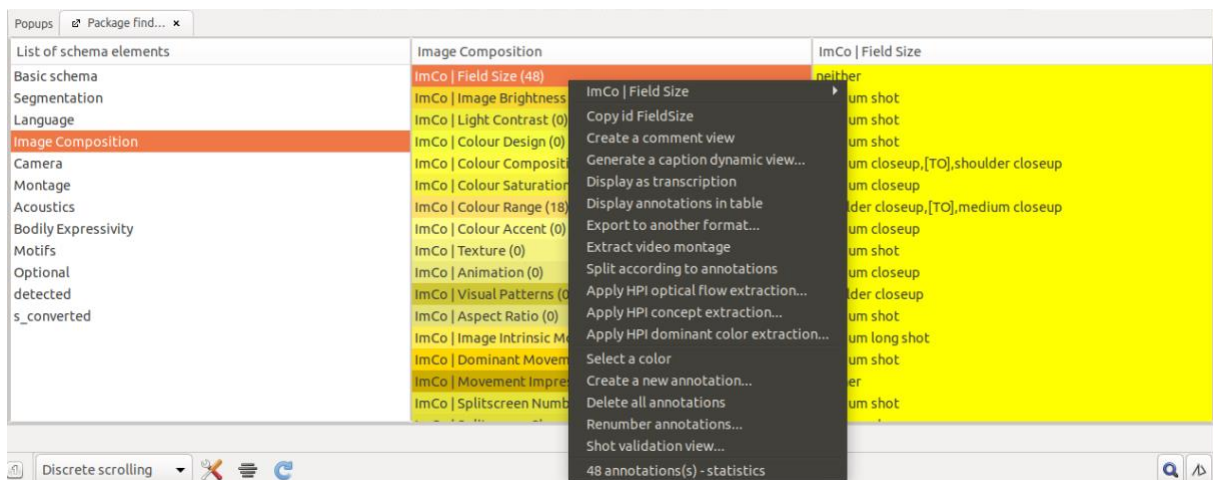 Popups Package find... x
List of schema elements
Basic schema
Segmentation
Language
Image Composition
Camera
Montage
Acoustics
Bodily Expressivity
Motifs
Optional
detected
s_converted
Image Composition
ImCo | Field Size (48)
ImCo | Image Brightness
ImCo | Light Contrast (0)
ImCo | Colour Design (0)
ImCo | Colour Compositi
ImCo | Colour Saturation
ImCo | Colour Range (18)
ImCo | Colour Accent (0)
ImCo | Texture (0)
ImCo | Animation (0)
ImCo | Visual Patterns (0
ImCo | Aspect Ratio (0)
ImCo | Image Intrinsic Mo
ImCo | Dominant Movem
ImCo | Movement Impres
ImCo | Splitscreen Numb
ImCo | Field Size
Copy id FieldSize
Create a comment view
Generate a caption dynamic view...
Display as transcription
Display annotations in table
Export to another format...
Extract video montage
Split according to annotations
Apply HPI optical flow extraction...
Apply HPI concept extraction...
Apply HPI dominant color extraction...
Select a color
Create a new annotation...
Delete all annotations
Renumber annotations...
Shot validation view...
48 annotations(s) - statistics
ImCo | Field Size
neither
um shot
um shot
um shot
um closeup,[TO],shoulder closeup
um closeup
lder closeup,[TO],medium closeup
um closeup
um shot
um closeup
lder closeup
um shot
um long shot
um shot
er
um shot
Discrete scrolling